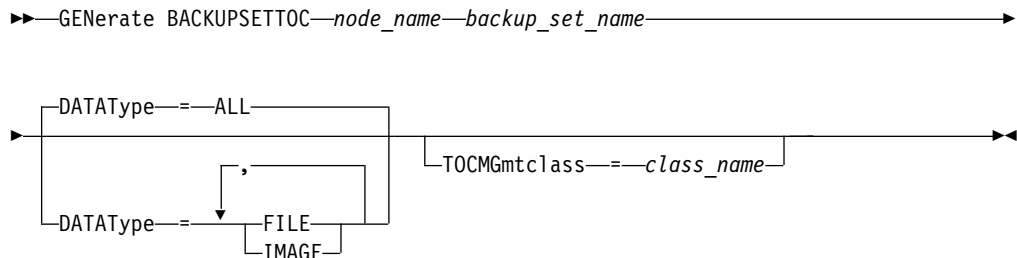 GENerate BACKUPSETTOC node_name backup_set_name
DATAType = ALL
TOCMGmtclass = class_name
,
DATAType = FILE
IMAGE